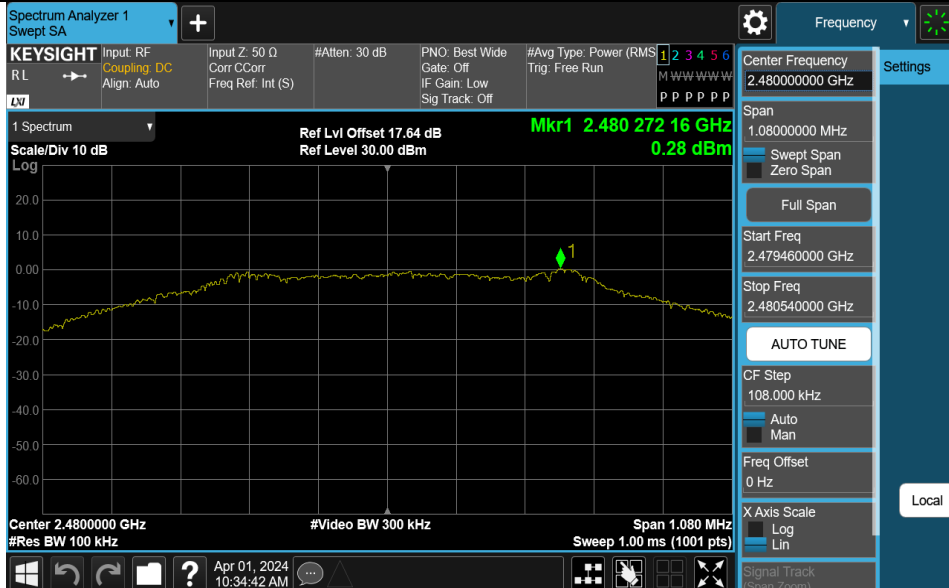 Spectrum Analyzer 1
Swept SA
+
Frequency
KEYSIGHT
R L
LXI
Input: RF
Coupling: DC
Align: Auto
Input Z: 50 Ω
Corr CCorr
Freq Ref: Int (S)
#Atten: 30 dB
PNO: Best Wide
Gate: Off
IF Gain: Low
Sig Track: Off
#Avg Type: Power (RMS
Trig: Free Run
1 2 3 4 5 6
M W W W W W
P P P P P P
1 Spectrum
Scale/Div 10 dB
Ref Lvl Offset 17.64 dB
Ref Level 30.00 dBm
Mkr1 2.480 272 16 GHz
0.28 dBm
Log
20.0
10.0
0.00
-10.0
-20.0
-30.0
-40.0
-50.0
-60.0
1
Center 2.4800000 GHz
#Video BW 300 kHz
Span 1.080 MHz
#Res BW 100 kHz
Sweep 1.00 ms (1001 pts)
?
Apr 01, 2024
10:34:42 AM
Center Frequency
2.480000000 GHz
Span
1.08000000 MHz
Swept Span
Zero Span
Full Span
Start Freq
2.479460000 GHz
Stop Freq
2.480540000 GHz
AUTO TUNE
CF Step
108.000 kHz
Auto
Man
Freq Offset
0 Hz
X Axis Scale
Log
Lin
Signal Track
(Span Zoom)
Settings
Local